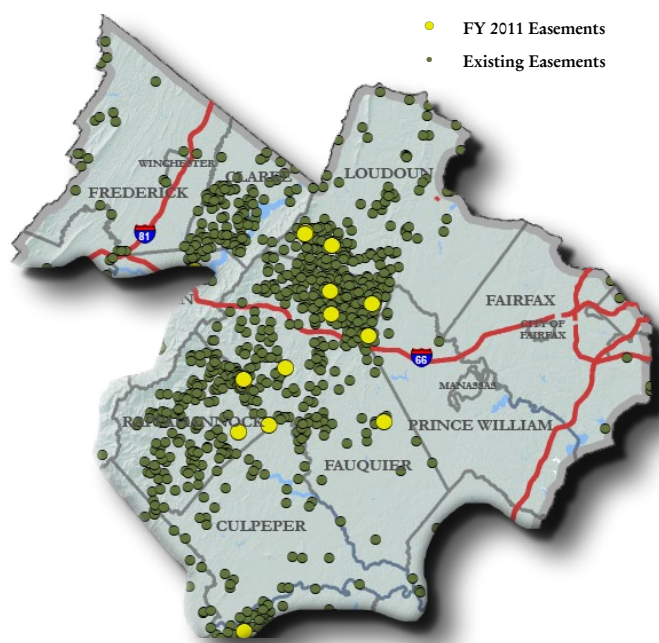 FY 2011 Easements
Existing Easements
WINCHESTER
CLARKE
LOUDOUN
FREDERICK
81
FAIRFAX
CITY OF
FAIRFAX
66
MANASSAS
RAPPAHANNOCK
PRINCE WILLIAM
FAUQUIER
CULPEPER